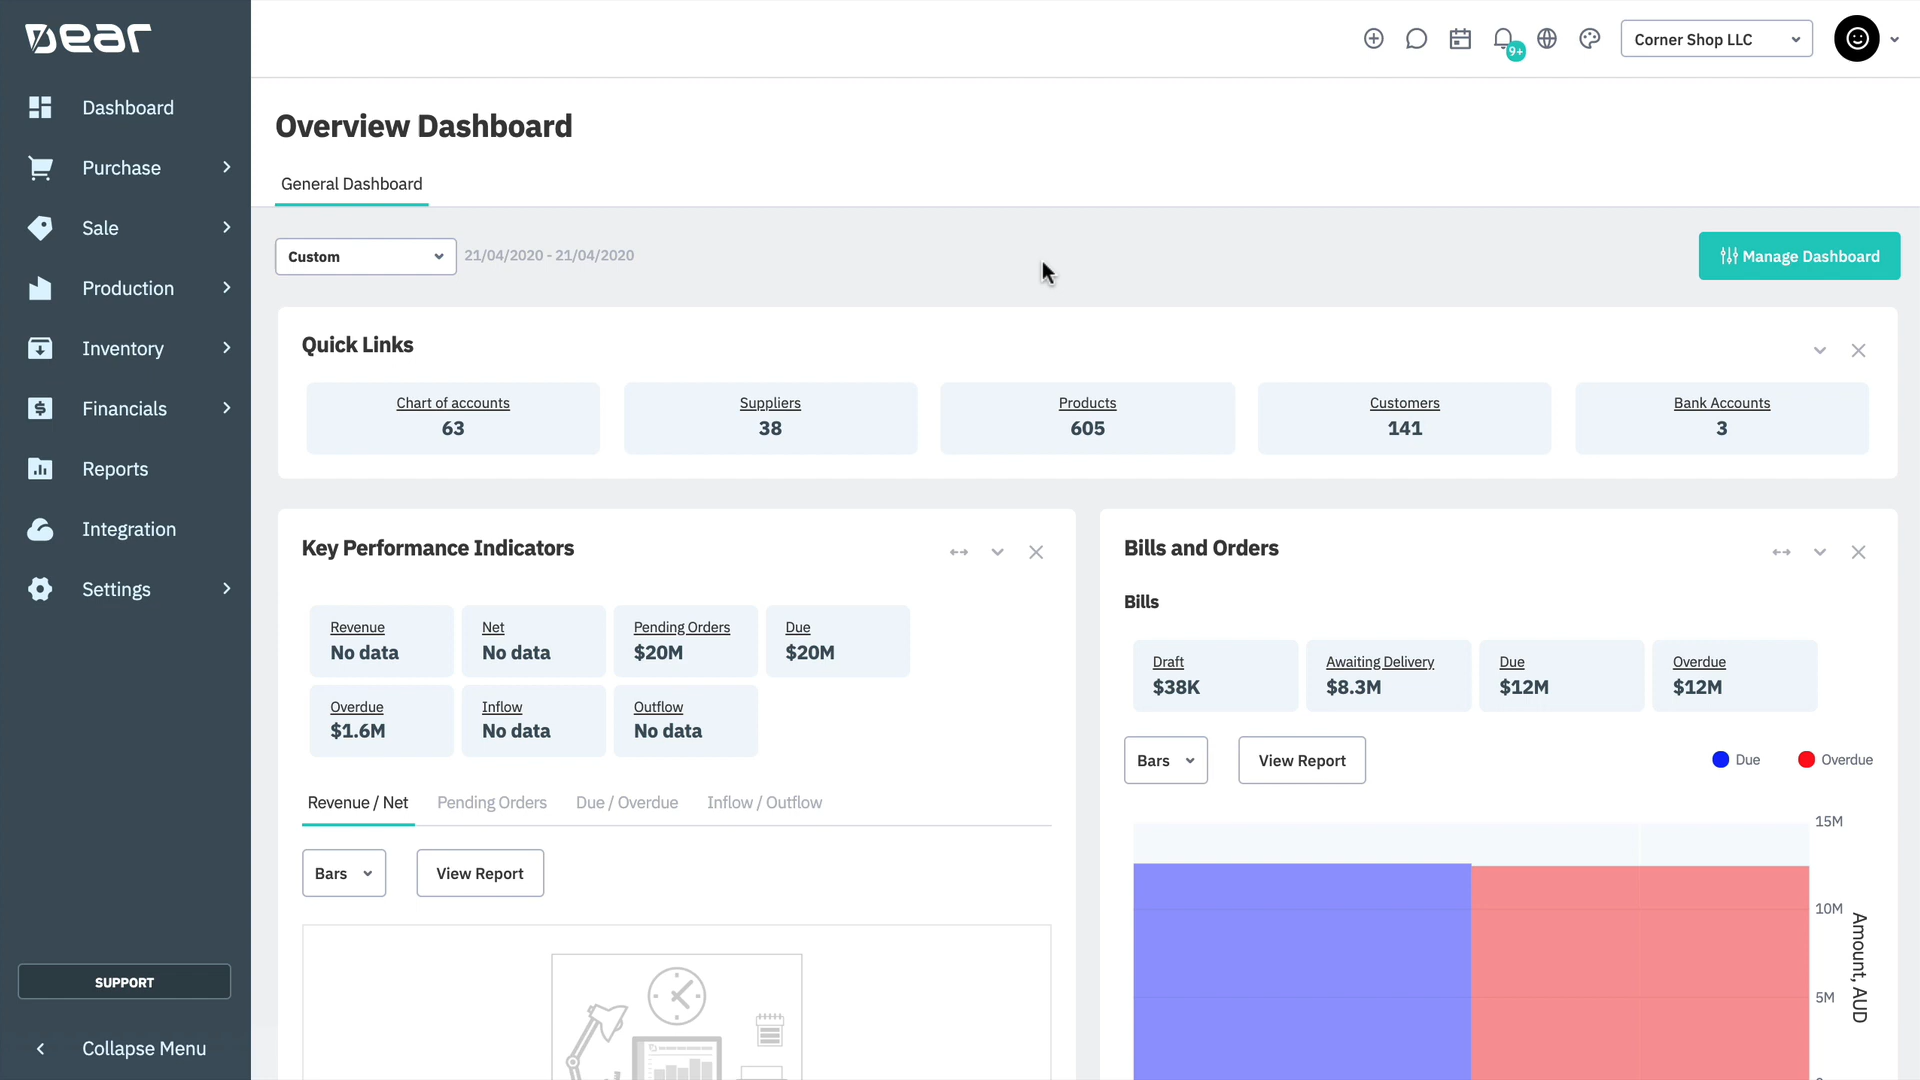 Dear
9+
Corner Shop LLC
Dashboard
Purchase
Sale
Production
Inventory
Financials
Reports
Integration
Settings
SUPPORT
Collapse Menu
Overview Dashboard
General Dashboard
Custom
21/04/2020 - 21/04/2020
Manage Dashboard
Quick Links
Chart of accounts
63
Suppliers
38
Products
605
Customers
141
Bank Accounts
3
Key Performance Indicators
Revenue
No data
Net
No data
Pending Orders
$20M
Due
$20M
Overdue
$1.6M
Inflow
No data
Outflow
No data
Revenue / Net
Pending Orders
Due / Overdue
Inflow / Outflow
Bars
View Report
Bills and Orders
Bills
Draft
$38K
Awaiting Delivery
$8.3M
Due
$12M
Overdue
$12M
Bars
View Report
Due
Overdue
15M
10M
5M
Amount, AUD